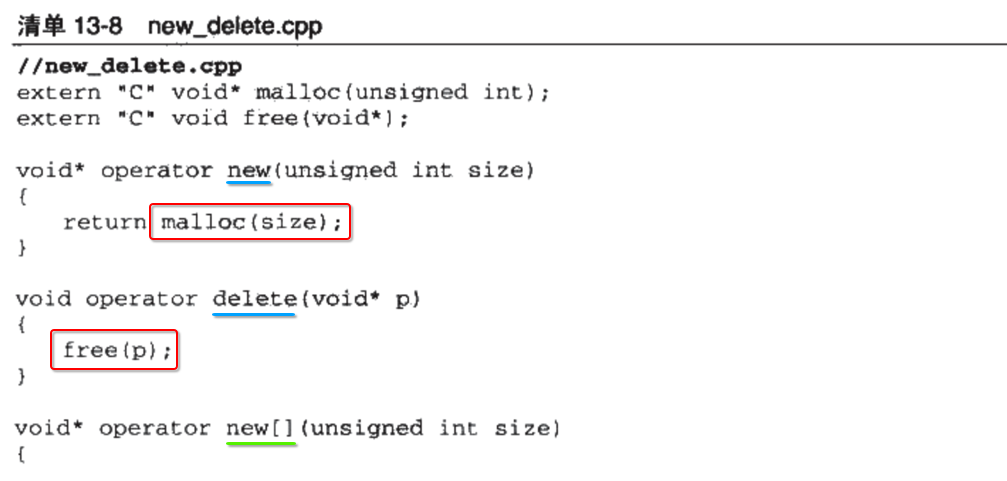 清单 13-8 new_delete.cpp
//new_delete.cpp
extern "C" void* malloc(unsigned int);
extern "C" void free(void*);
void* operator new(unsigned int size)
{
return malloc(size);
}
void operator delete(void* p)
{
free(p);
}
void* operator new[](unsigned int size)
{